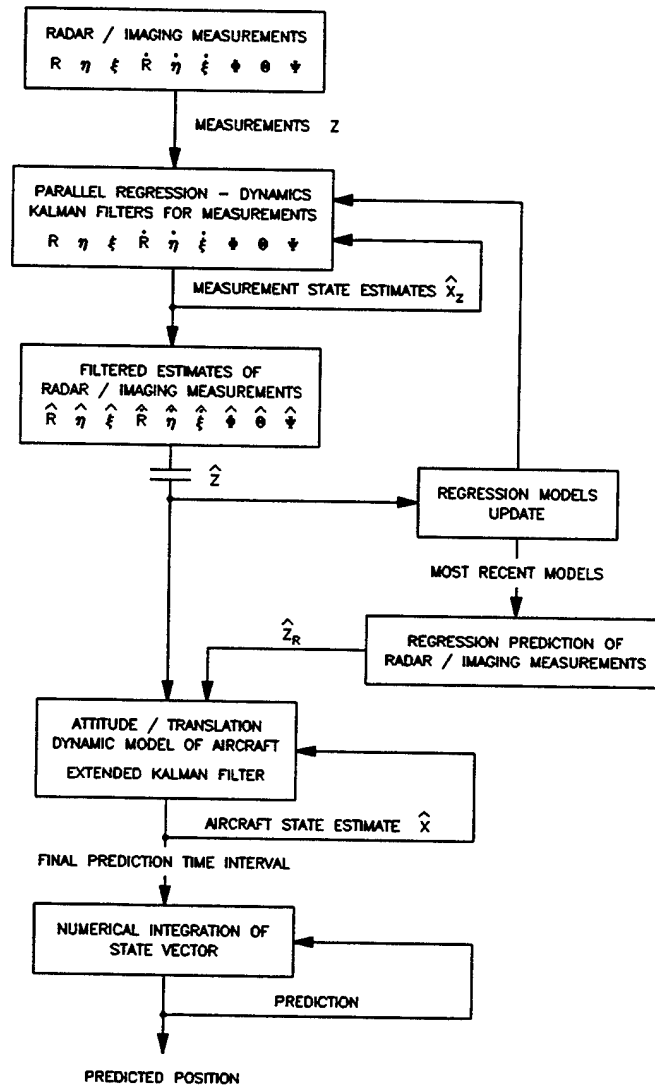 RADAR / IMAGING MEASUREMENTS
R η ξ Ṙ η̇ ξ̇ Φ Θ Ψ
MEASUREMENTS Z
PARALLEL REGRESSION – DYNAMICS
KALMAN FILTERS FOR MEASUREMENTS
R η ξ Ṙ η̇ ξ̇ Φ Θ Ψ
MEASUREMENT STATE ESTIMATES X̂_Z
FILTERED ESTIMATES OF
RADAR / IMAGING MEASUREMENTS
R̂ η̂ ξ̂ Ṙ̂ η̇̂ ξ̇̂ Φ̂ Θ̂ Ψ̂
Ẑ
REGRESSION MODELS
UPDATE
MOST RECENT MODELS
REGRESSION PREDICTION OF
RADAR / IMAGING MEASUREMENTS
Ẑ_R
ATTITUDE / TRANSLATION
DYNAMIC MODEL OF AIRCRAFT
EXTENDED KALMAN FILTER
AIRCRAFT STATE ESTIMATE X̂
FINAL PREDICTION TIME INTERVAL
NUMERICAL INTEGRATION OF
STATE VECTOR
PREDICTION
PREDICTED POSITION